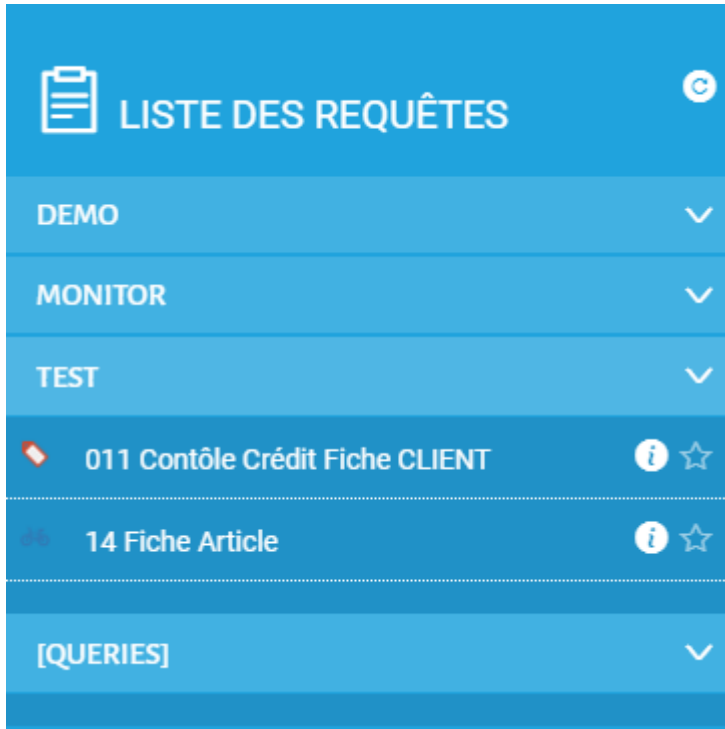 LISTE DES REQUÊTES
DEMO
MONITOR
TEST
011 Contôle Crédit Fiche CLIENT
14 Fiche Article
[QUERIES]